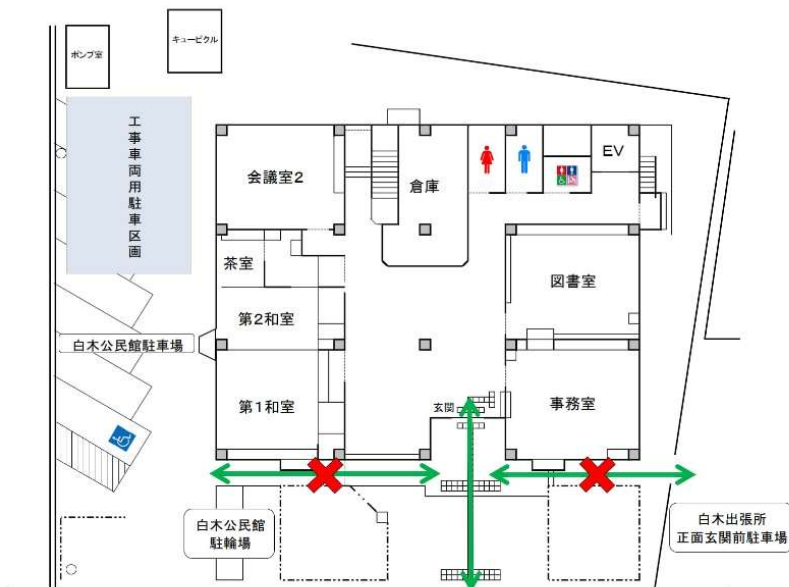 キュービクル
ポンプ室
工事車両用駐車区画
会議室2
倉庫
EV
茶室
図書室
第2和室
白木公民館駐車場
第1和室
玄関
事務室
白木公民館
駐輪場
白木出張所
正面玄関前駐車場